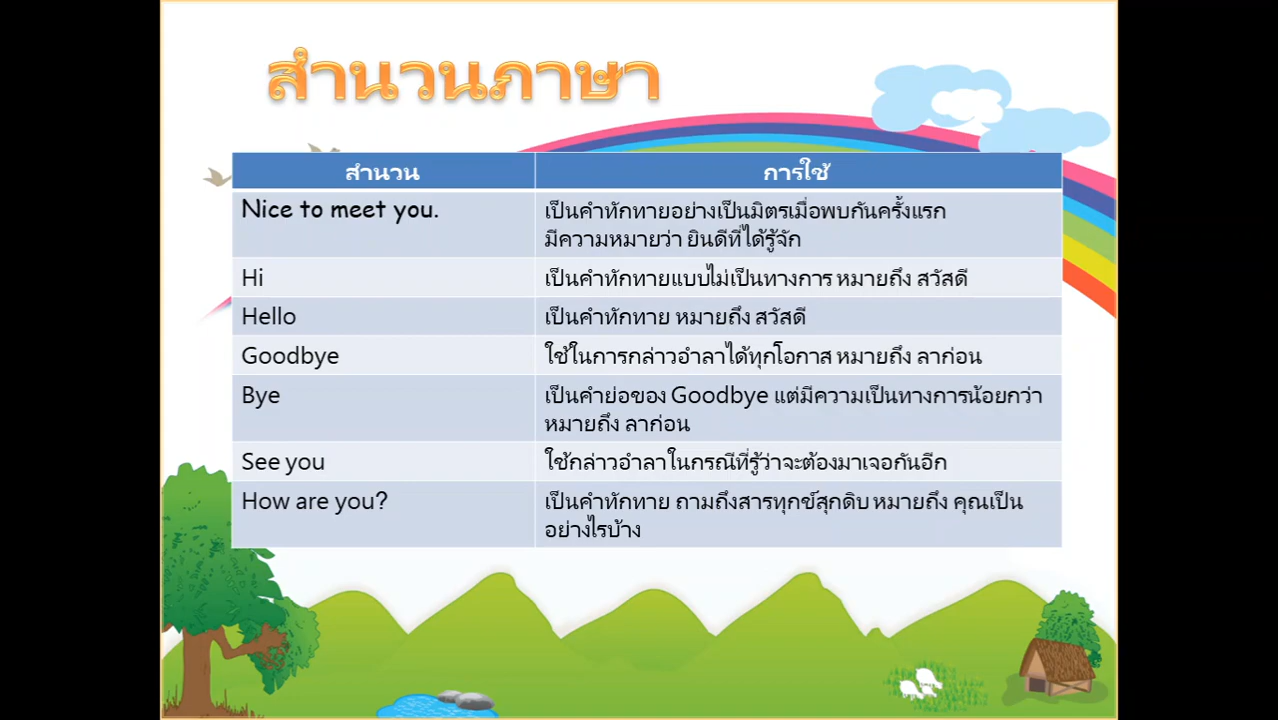 สำนวนภาษา
สำนวน
การใช้
Nice to meet you.
เป็นคำทักทายอย่างเป็นมิตรเมื่อพบกันครั้งแรก
มีความหมายว่า ยินดีที่ได้รู้จัก
Hi
เป็นคำทักทายแบบไม่เป็นทางการ หมายถึง สวัสดี
Hello
เป็นคำทักทาย หมายถึง สวัสดี
Goodbye
ใช้ในการกล่าวอำลาได้ทุกโอกาส หมายถึง ลาก่อน
Bye
เป็นคำย่อของ Goodbye แต่มีความเป็นทางการน้อยกว่า
หมายถึง ลาก่อน
See you
ใช้กล่าวอำลาในกรณีที่รู้ว่าจะต้องมาเจอกันอีก
How are you?
เป็นคำทักทาย ถามถึงสารทุกข์สุกดิบ หมายถึง คุณเป็น
อย่างไรบ้าง